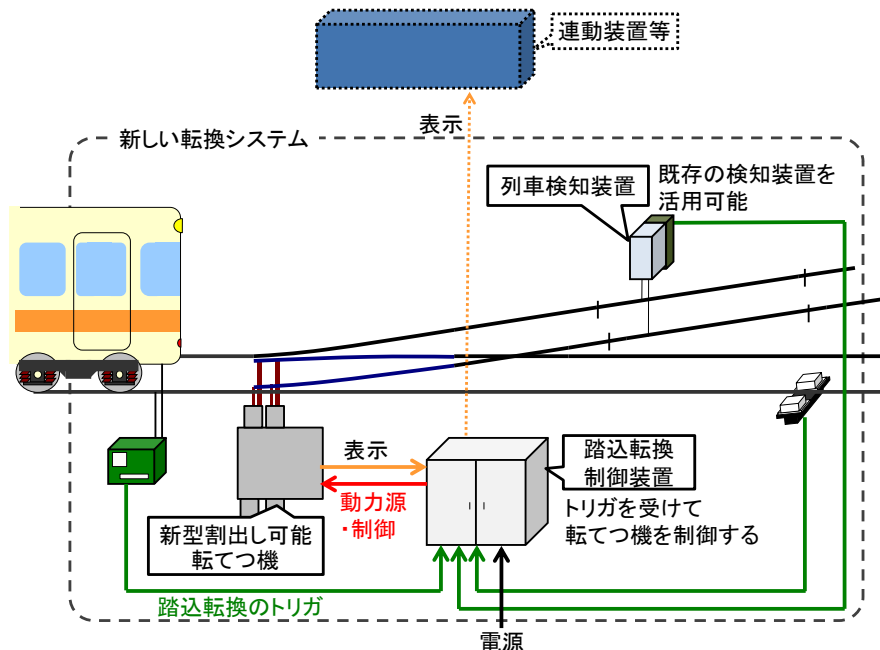 連動装置等
表示
新しい転換システム
列車検知装置
既存の検知装置を
活用可能
表示
動力源
・制御
踏込転換
制御装置
トリガを受けて
転てつ機を制御する
新型割出し可能
転てつ機
踏込転換のトリガ
電源